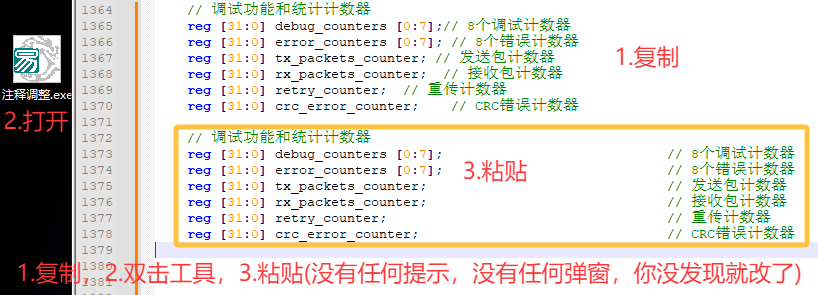 1364 // 调试功能和统计计数器
1365 reg [31:0] debug_counters [0:7];// 8个调试计数器
1366 reg [31:0] error_counters [0:7]; // 8个错误计数器
1367 reg [31:0] tx_packets_counter; // 发送包计数器
1368 reg [31:0] rx_packets_counter; // 接收包计数器
1369 reg [31:0] retry_counter; // 重传计数器
1370 reg [31:0] crc_error_counter; // CRC错误计数器
1.复制
易
注释调整.exe
2.打开
1371
1372 // 调试功能和统计计数器
1373 reg [31:0] debug_counters [0:7]; // 8个调试计数器
1374 reg [31:0] error_counters [0:7]; // 8个错误计数器
1375 reg [31:0] tx_packets_counter; // 发送包计数器
1376 reg [31:0] rx_packets_counter; // 接收包计数器
1377 reg [31:0] retry_counter; // 重传计数器
1378 reg [31:0] crc_error_counter; // CRC错误计数器
3.粘贴
1379
1380
1.复制，2.双击工具，3.粘贴(没有任何提示，没有任何弹窗，你没发现就改了)